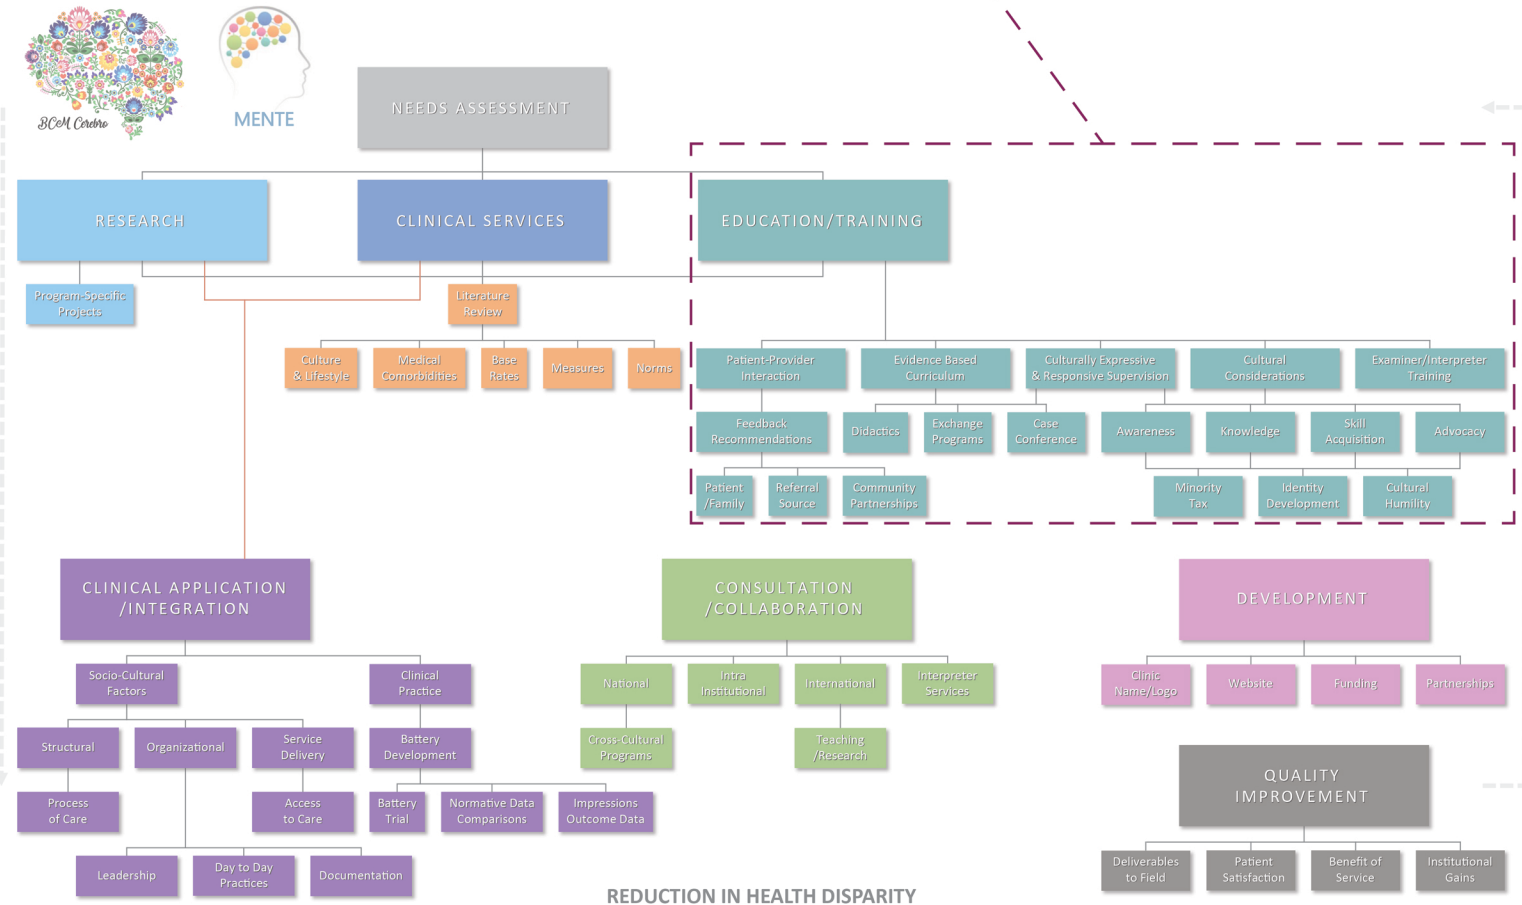 BCM Cerebro
MENTE
NEEDS ASSESSMENT
RESEARCH
CLINICAL SERVICES
EDUCATION/TRAINING
Program-Specific
Projects
Literature
Review
Culture
& Lifestyle
Medical
Comorbidities
Base
Rates
Measures
Norms
Patient-Provider
Interaction
Evidence Based
Curriculum
Culturally Expressive
& Responsive Supervision
Cultural
Considerations
Examiner/Interpreter
Training
Feedback
Recommendations
Didactics
Exchange
Programs
Case
Conference
Awareness
Knowledge
Skill
Acquisition
Advocacy
Patient
/Family
Referral
Source
Community
Partnerships
Minority
Tax
Identity
Development
Cultural
Humility
CLINICAL APPLICATION
/INTEGRATION
CONSULTATION
/COLLABORATION
DEVELOPMENT
Socio-Cultural
Factors
Clinical
Practice
National
Intra
Institutional
International
Interpreter
Services
Clinic
Name/Logo
Website
Funding
Partnerships
Structural
Organizational
Service
Delivery
Battery
Development
Cross-Cultural
Programs
Teaching
/Research
QUALITY
IMPROVEMENT
Process
of Care
Access
to Care
Battery
Trial
Normative Data
Comparisons
Impressions
Outcome Data
Leadership
Day to Day
Practices
Documentation
Deliverables
to Field
Patient
Satisfaction
Benefit of
Service
Institutional
Gains
REDUCTION IN HEALTH DISPARITY